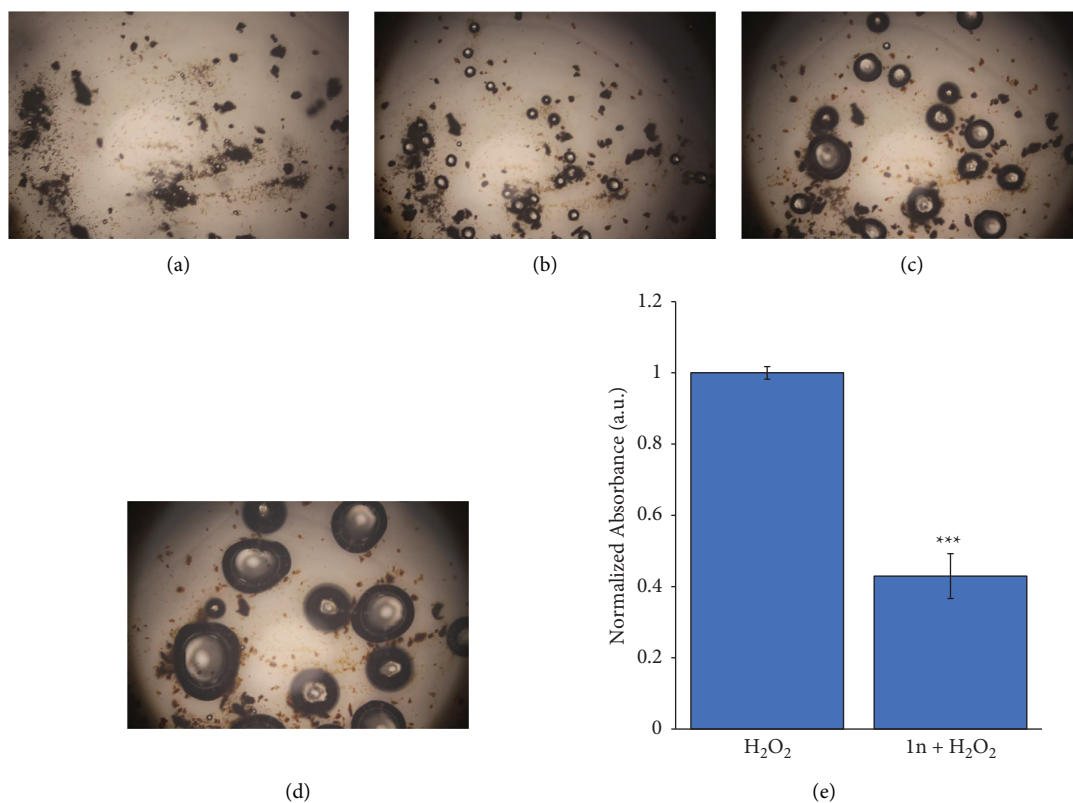 (a)
(b)
(c)
(d)
Normalized Absorbance (a.u.)
1.2
1
0.8
0.6
0.4
0.2
0
***
H₂O₂
1n + H₂O₂
(e)